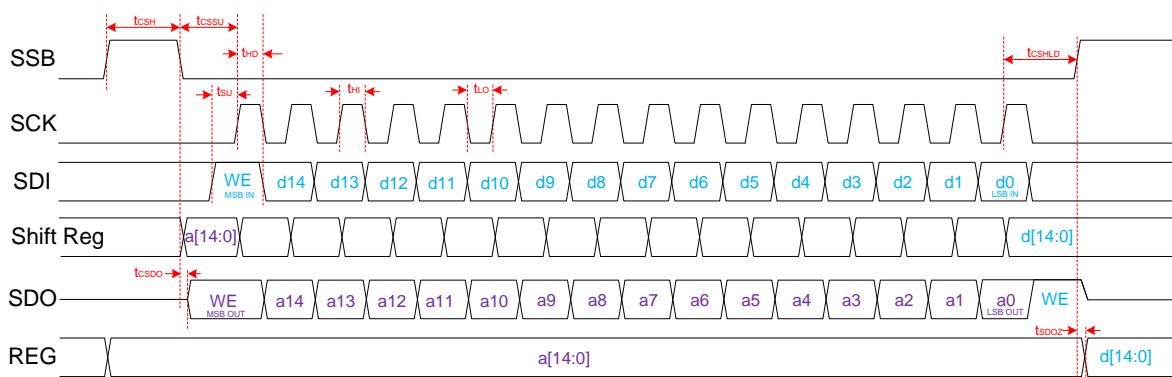 tCSH tCSSU
SSB tHD tCSHLD
tSU tHI tLO
SCK
SDI WE d14 d13 d12 d11 d10 d9 d8 d7 d6 d5 d4 d3 d2 d1 d0
MSB IN LSB IN
Shift Reg a[14:0] d[14:0]
tCSDO
SDO WE a14 a13 a12 a11 a10 a9 a8 a7 a6 a5 a4 a3 a2 a1 a0 WE
MSB OUT LSB OUT
tSDOZ
REG a[14:0] d[14:0]